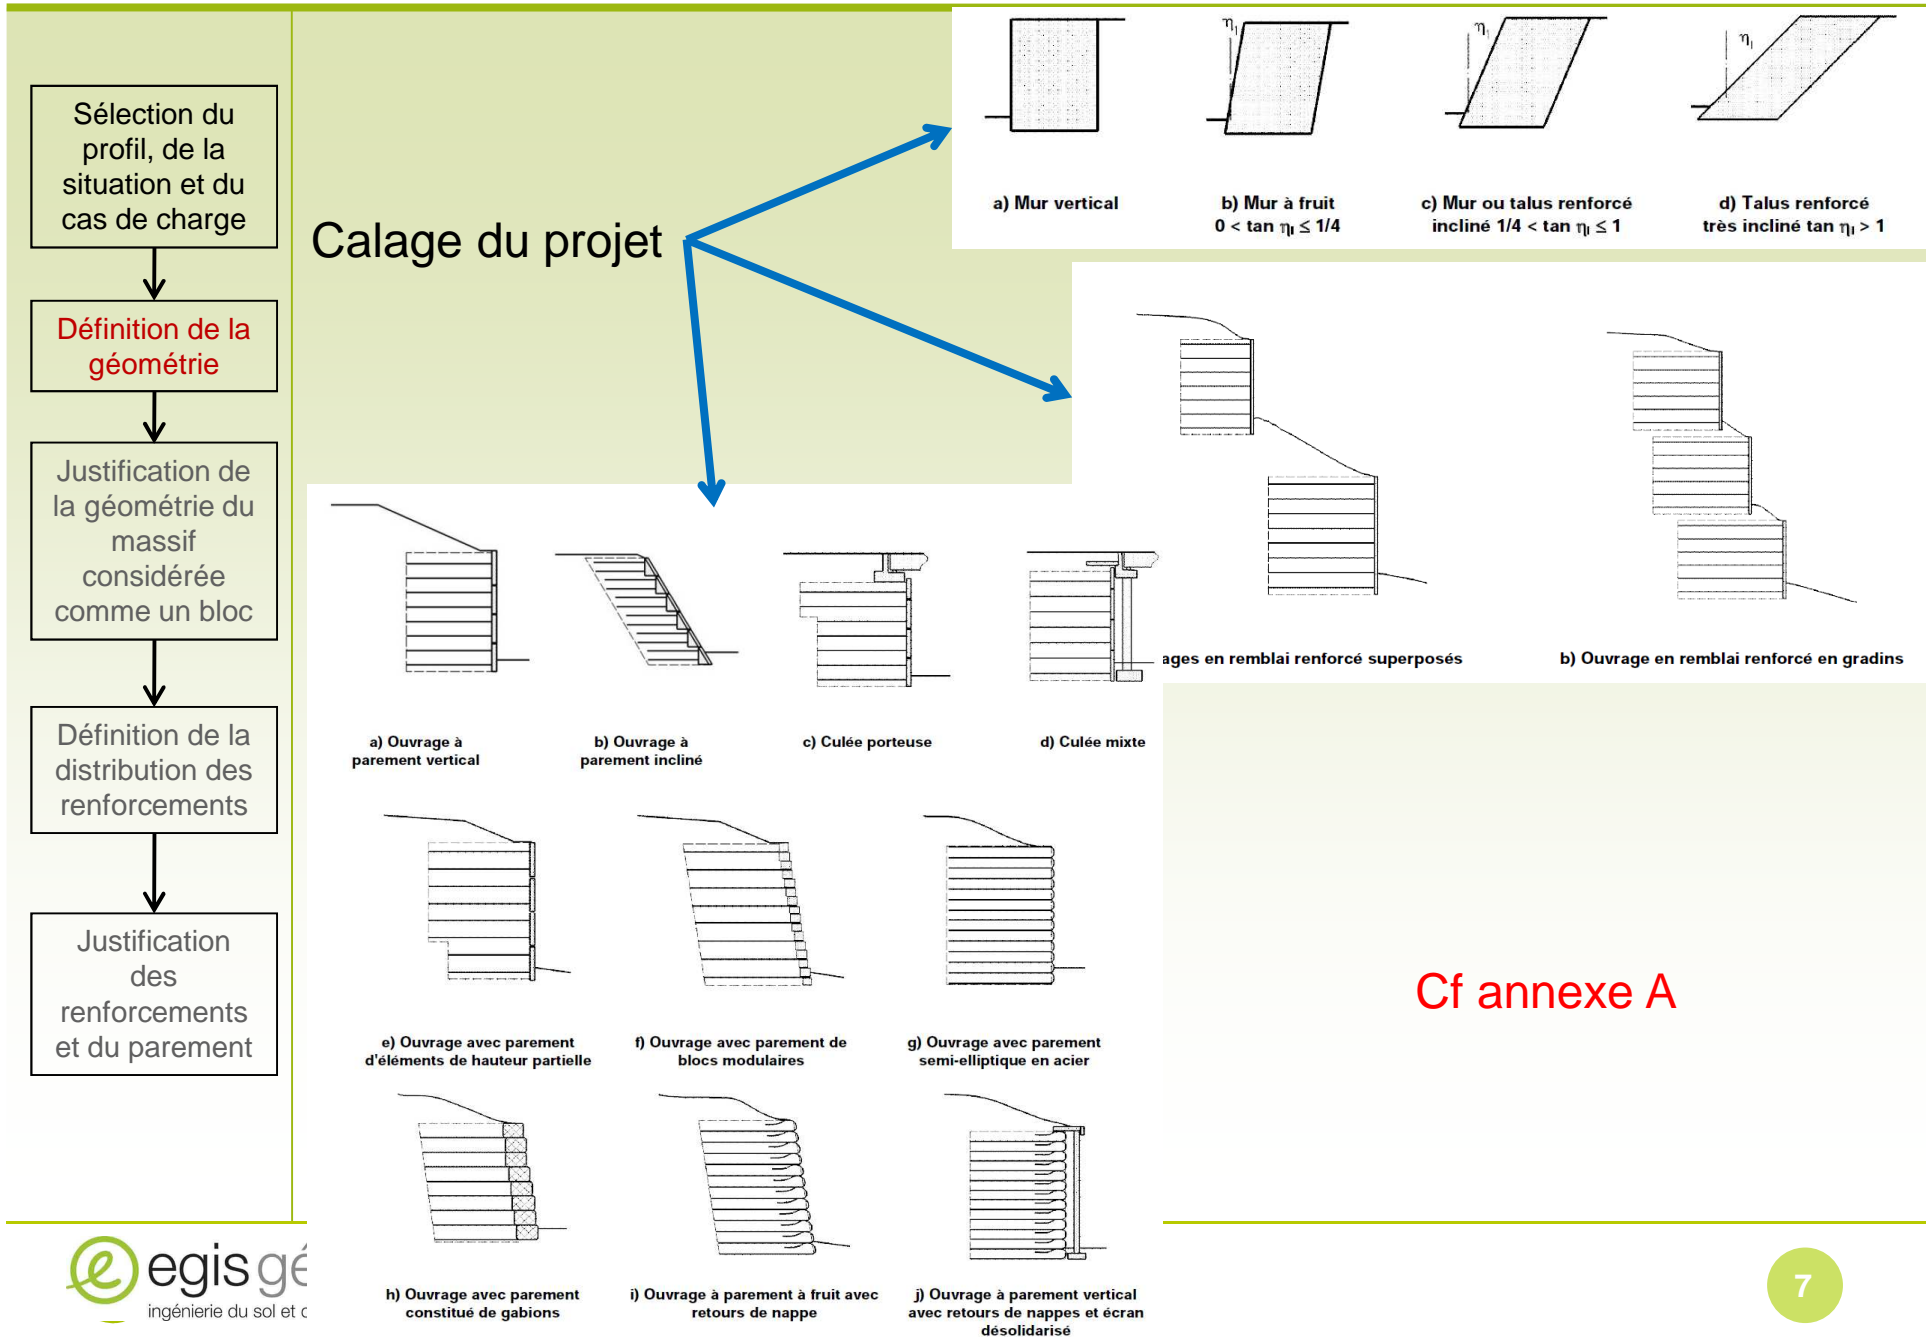 Sélection du
profil, de la
situation et du
cas de charge
Définition de la
géométrie
Justification de
la géométrie du
massif
considérée
comme un bloc
Définition de la
distribution des
renforcements
Justification
des
renforcements
et du parement
Calage du projet
η₁
η₁
η₁
a) Mur vertical
b) Mur à fruit
0 < tan ηI ≤ 1/4
c) Mur ou talus renforcé
incliné 1/4 < tan ηI ≤ 1
d) Talus renforcé
très incliné tan ηI > 1
ages en remblai renforcé superposés
b) Ouvrage en remblai renforcé en gradins
a) Ouvrage à
parement vertical
b) Ouvrage à
parement incliné
c) Culée porteuse
d) Culée mixte
e) Ouvrage avec parement
d'éléments de hauteur partielle
f) Ouvrage avec parement de
blocs modulaires
g) Ouvrage avec parement
semi-elliptique en acier
h) Ouvrage avec parement
constitué de gabions
i) Ouvrage à parement à fruit avec
retours de nappe
j) Ouvrage à parement vertical
avec retours de nappes et écran
désolidarisé
Cf annexe A
egis gé
ingénierie du sol et
7